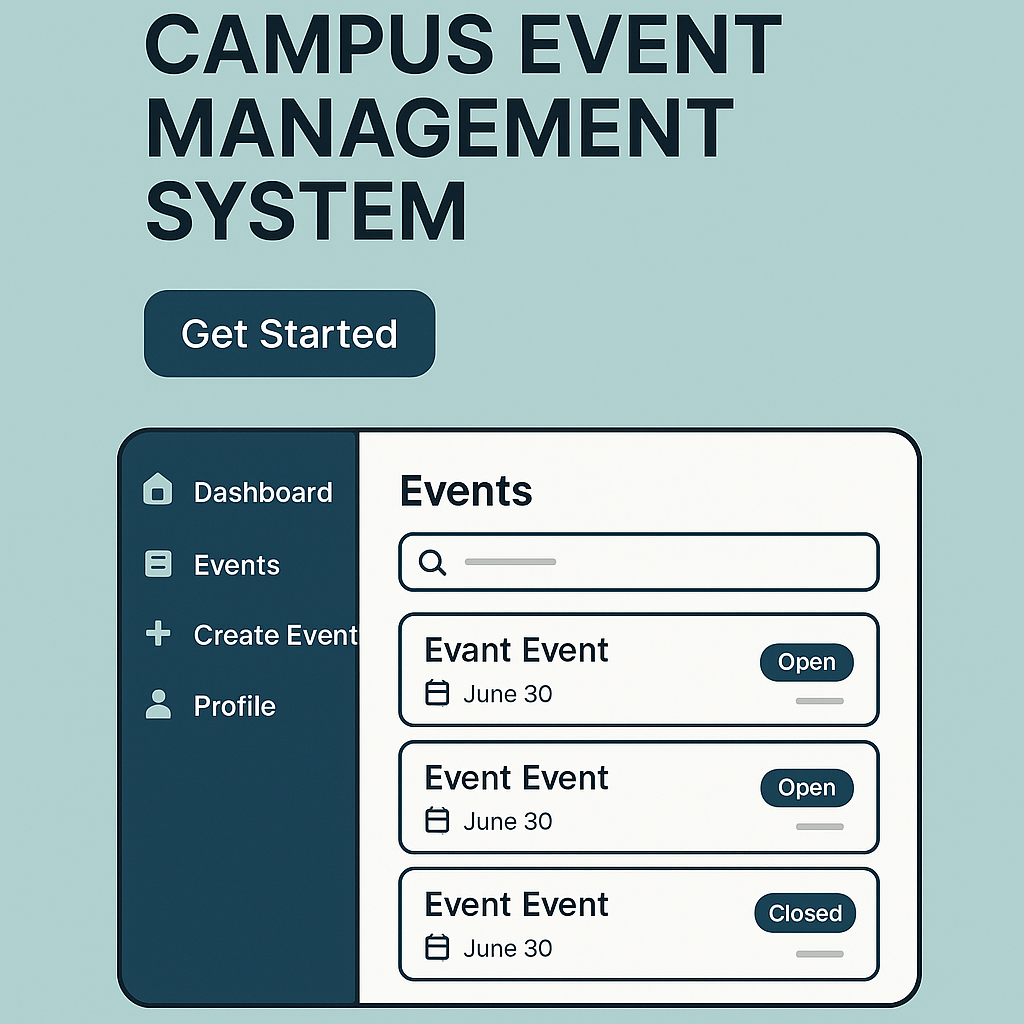 CAMPUS EVENT
MANAGEMENT
SYSTEM
Get Started
Dashboard
Events
Create Event
Profile
Events
Evant Event
Open
June 30
Event Event
Open
June 30
Event Event
Closed
June 30